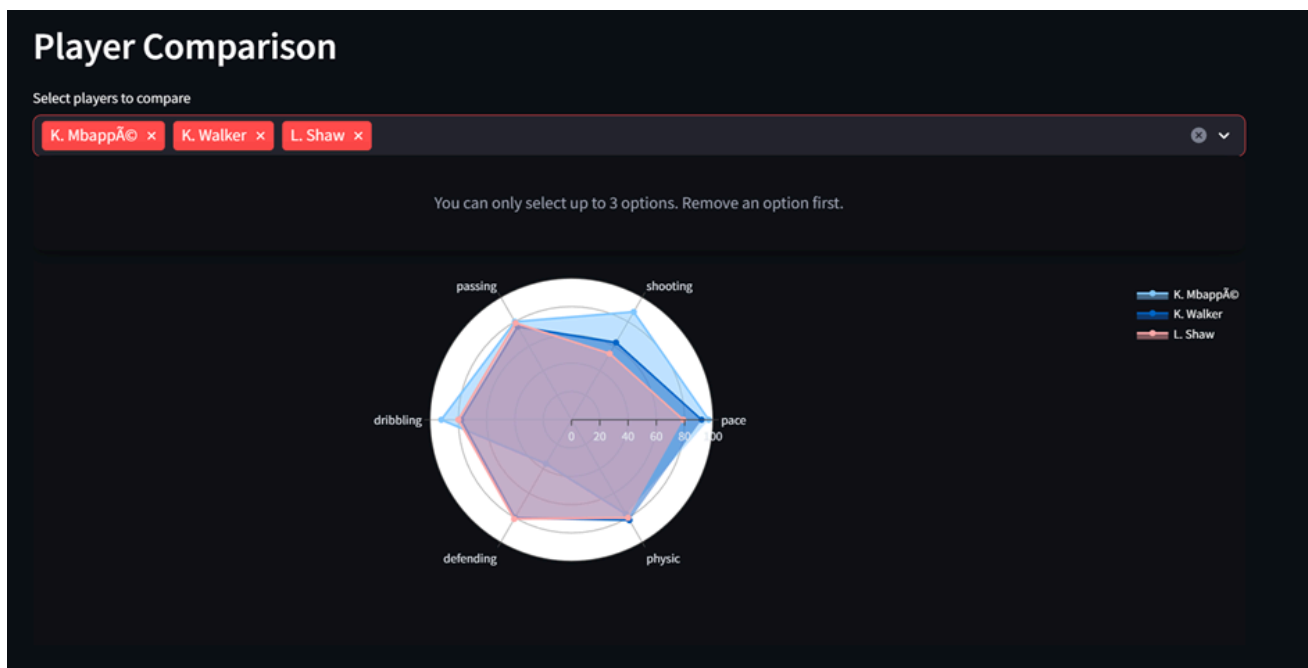 Player Comparison
Select players to compare
K. MbappÃ© × K. Walker × L. Shaw ×
You can only select up to 3 options. Remove an option first.
passing shooting
K. MbappÃ©
K. Walker
L. Shaw
dribbling pace
0 20 40 60 80 100
defending physic